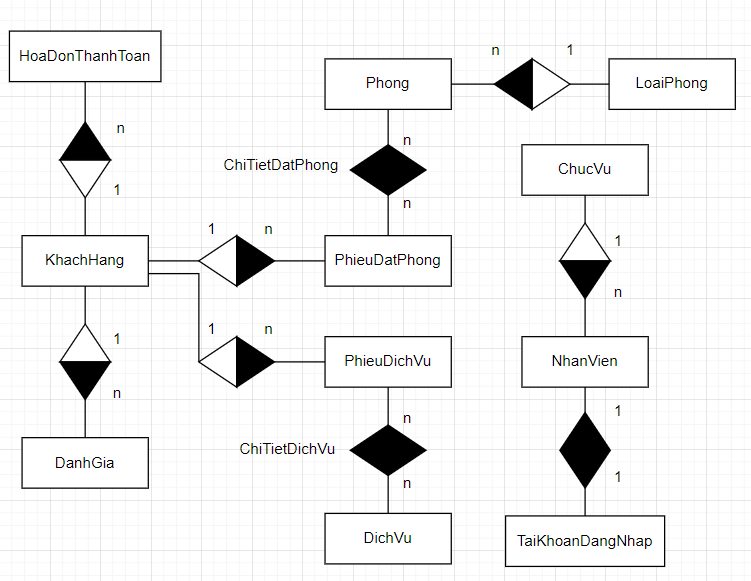 HoaDonThanhToan
n
1
Phong
n
1
LoaiPhong
n
ChiTietDatPhong
n
ChucVu
KhachHang
1
n
PhieuDatPhong
1
n
1
n
1
n
PhieuDichVu
NhanVien
DanhGia
n
ChiTietDichVu
n
1
1
DichVu
TaiKhoanDangNhap